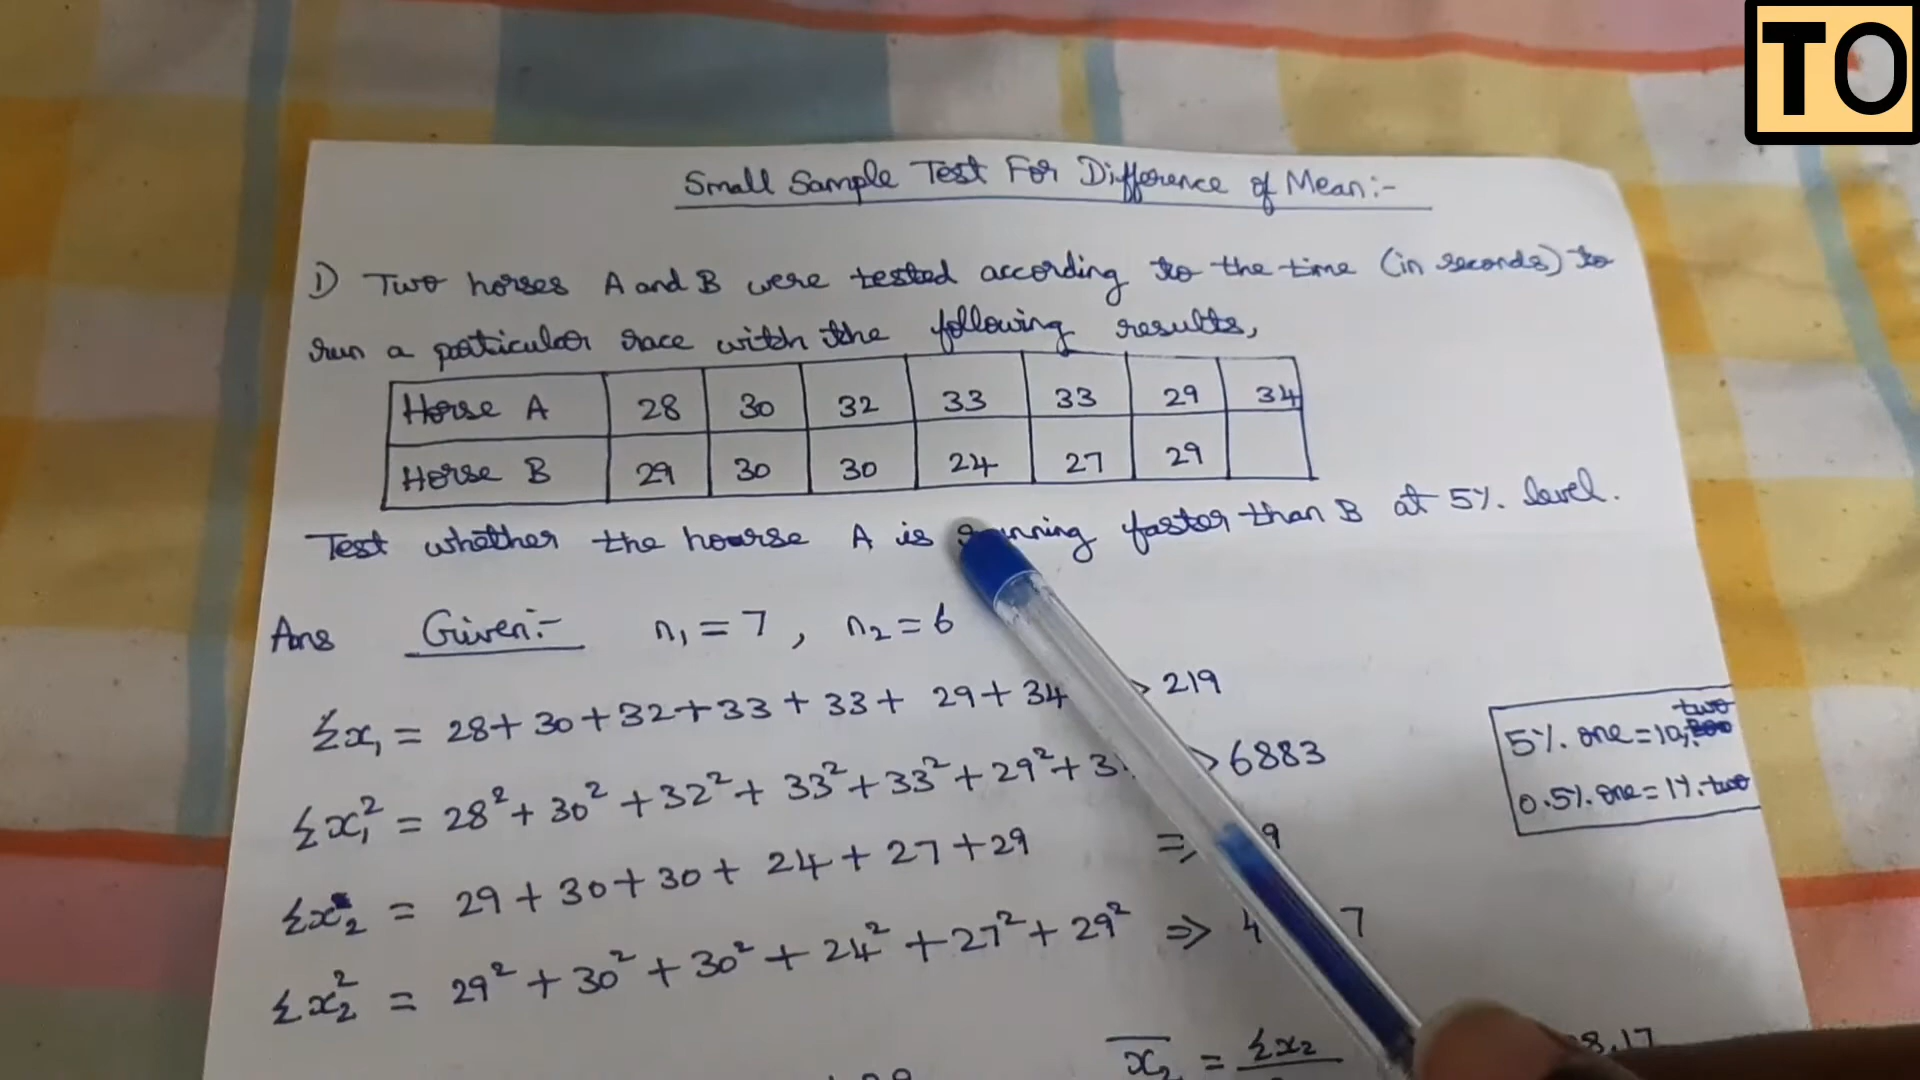 TO
Small Sample Test For Difference of Mean:-
1) Two horses A and B were tested according to the time (in seconds) to
run a particular race with the following results,
Horse A 28 30 32 33 33 29 34
Horse B 29 30 30 24 27 29
Test whether the hourse A is running faster than B at 5%. level.
Ans Given:- n₁ = 7, n₂ = 6
Σx₁ = 28+30+32+33+33+29+34 219
Σx₁² = 28²+30²+32²+33²+33²+29²+ 6883
Σx₂ = 29+30+30+24+27+29 =>
Σx₂² = 29²+30²+30²+24²+27²+29² =>
5%. one = 10%. two
0.5%. one = 1%. two
x̄₂ = Σx₂